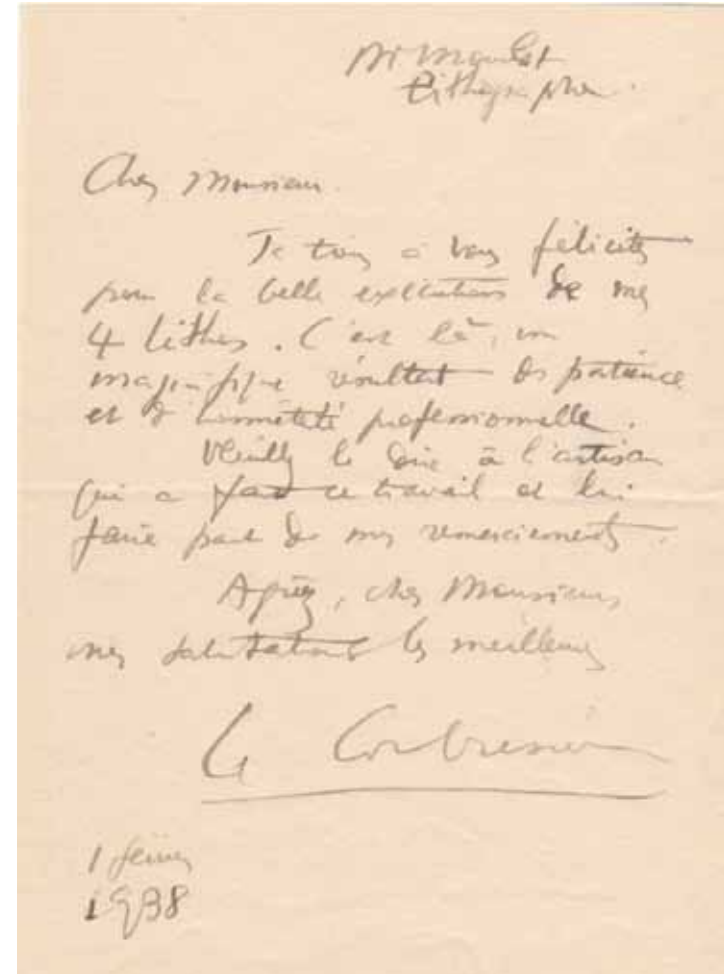 Lithographe.
Cher Monsieur.
Je tiens à vous féliciter
pour la belle exécution de mes
4 lithos. C'est là, un
magnifique résultat de patience
et d'honnêteté professionnelle.
Veuillez le dire à l'artisan
qui a fait ce travail et lui
faire part de mes remerciements.
Agréez, cher Monsieur
mes salutations les meilleures
Le Corbusier
1 février
1938